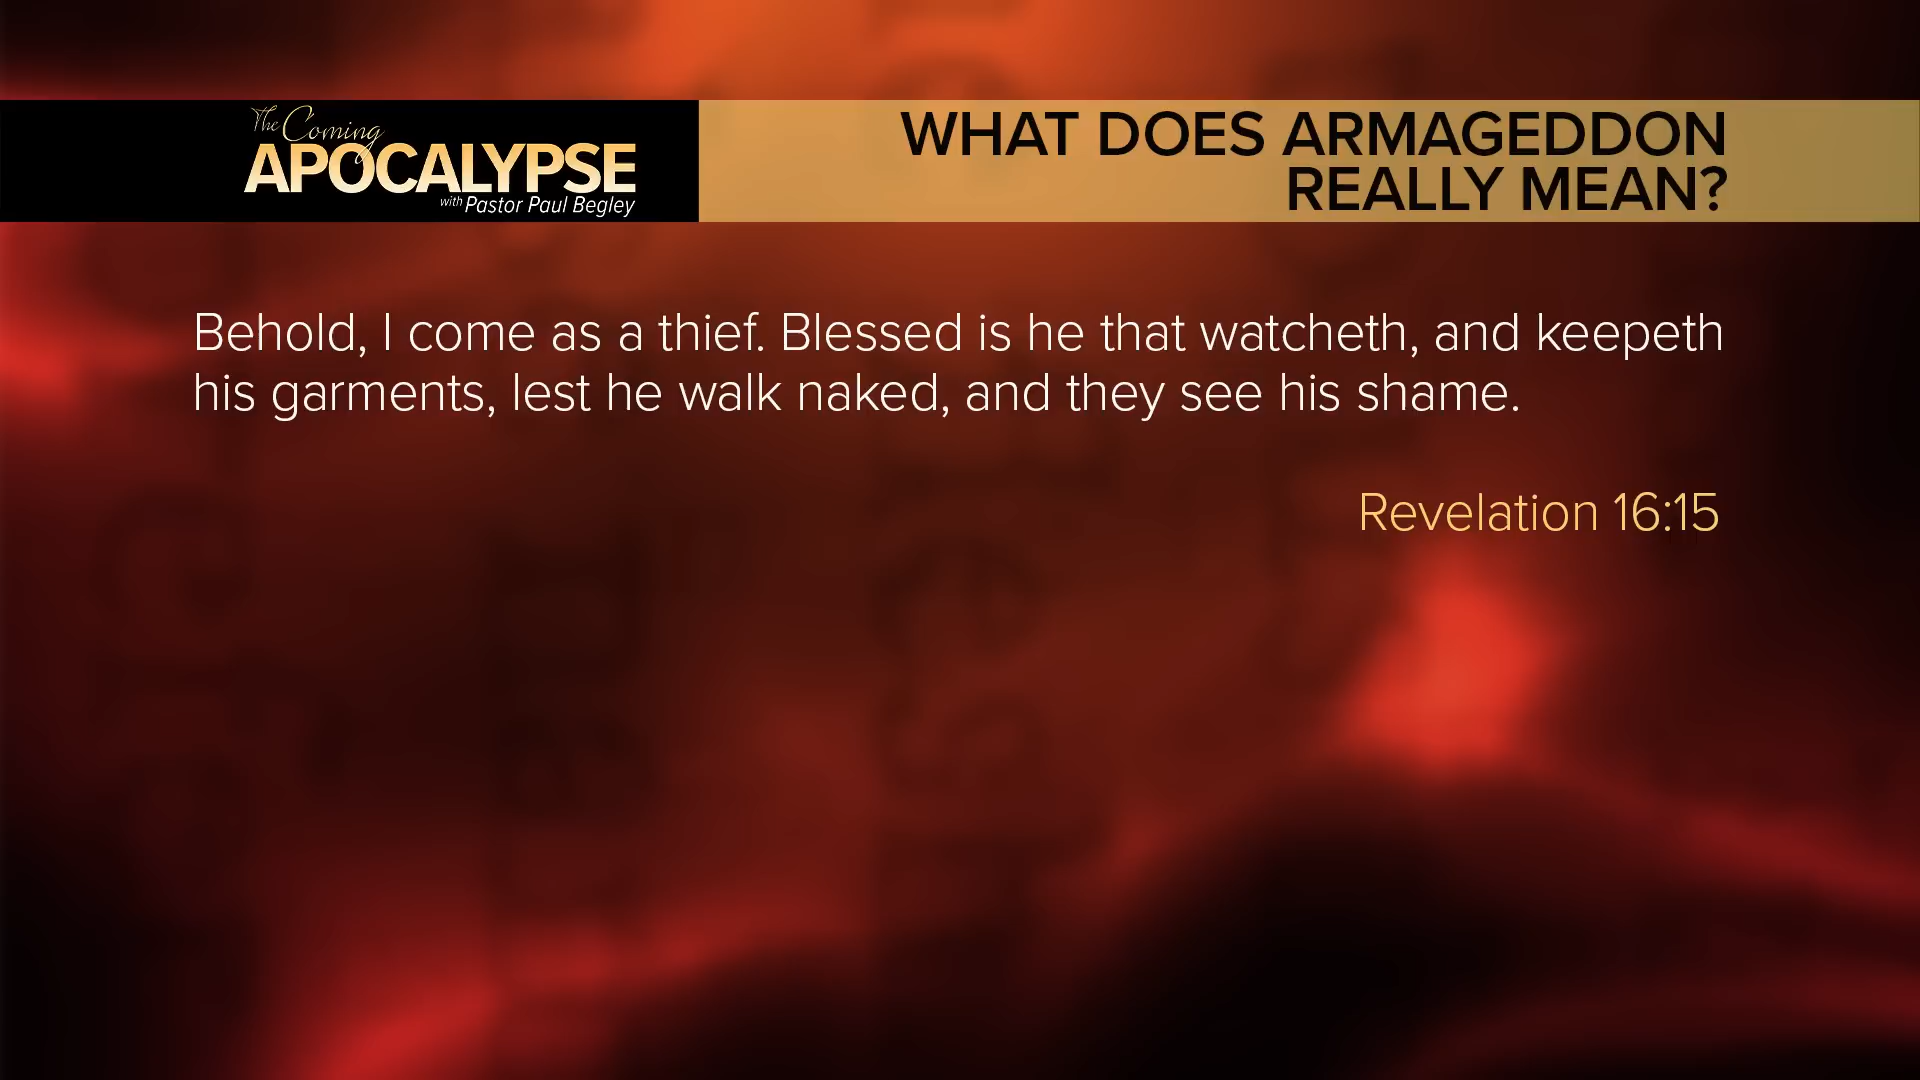 The Coming
APOCALYPSE
with Pastor Paul Begley
WHAT DOES ARMAGEDDON
REALLY MEAN?
Behold, I come as a thief. Blessed is he that watcheth, and keepeth
his garments, lest he walk naked, and they see his shame.
Revelation 16:15